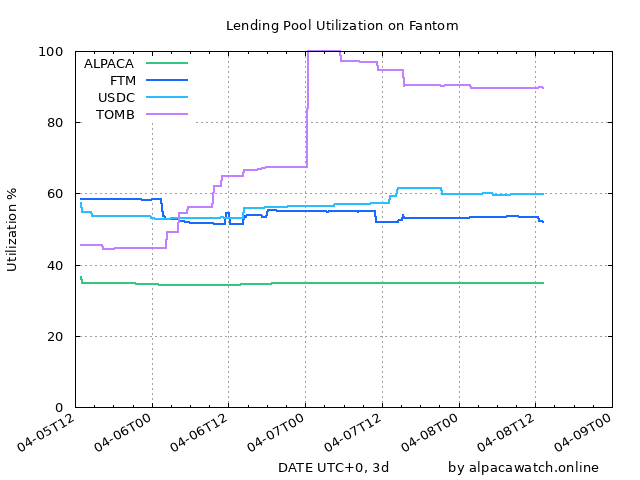 Lending Pool Utilization on Fantom
ALPACA
FTM
USDC
TOMB
Utilization %
100
80
60
40
20
0
04-05T12
04-06T00
04-06T12
04-07T00
04-07T12
04-08T00
04-08T12
04-09T00
DATE UTC+0, 3d
by alpacawatch.online